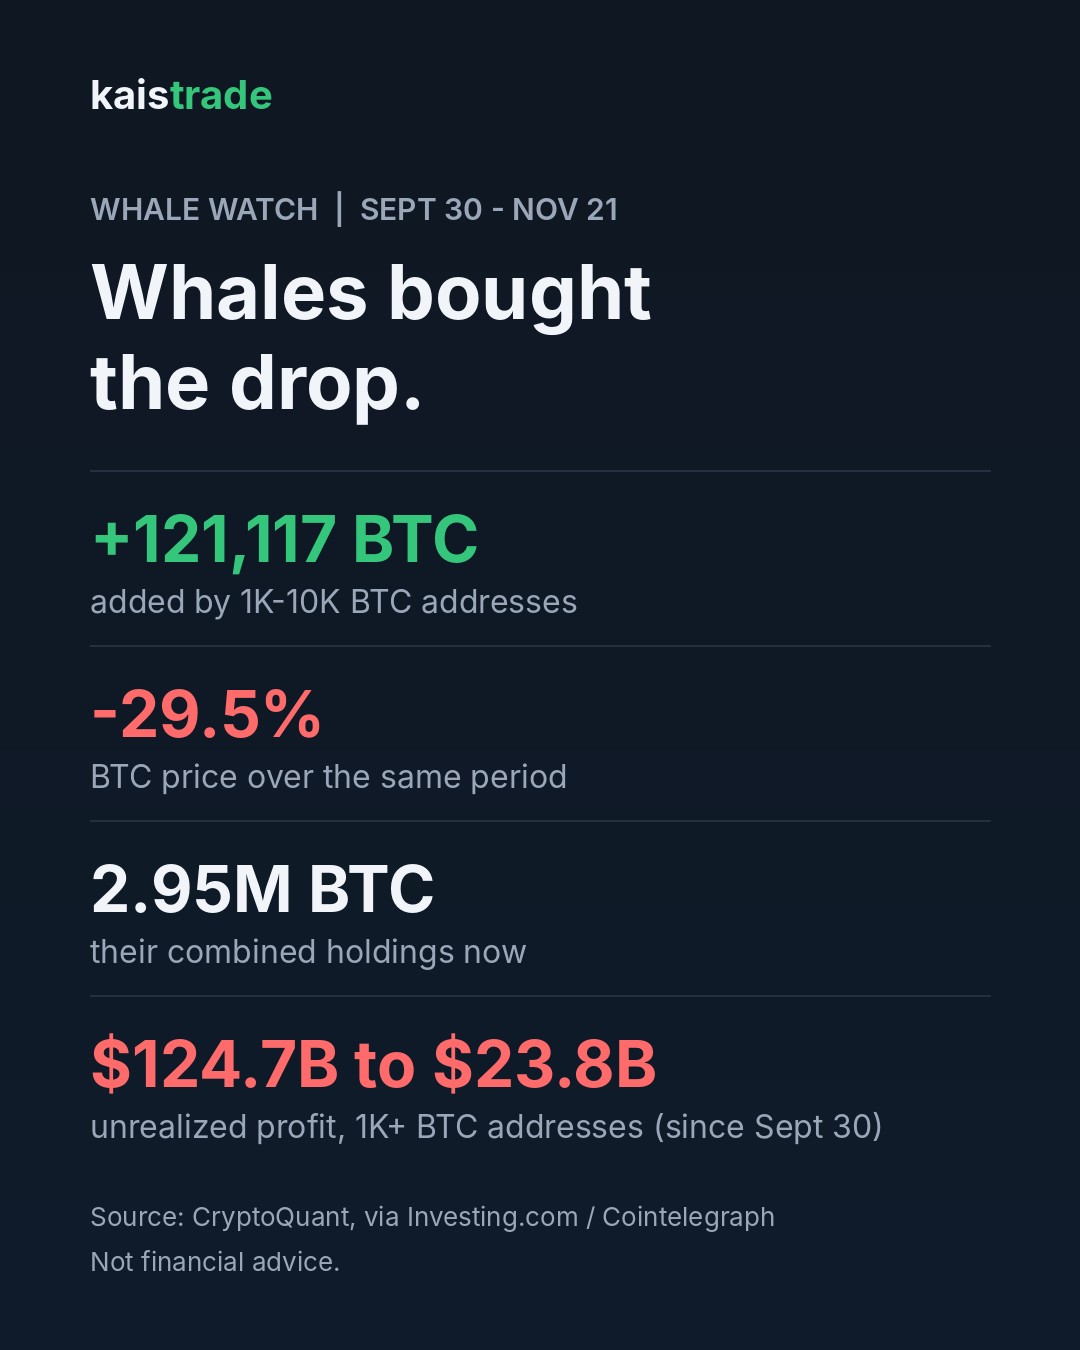 kaistrade
WHALE WATCH | SEPT 30 - NOV 21
Whales bought
the drop.
+121,117 BTC
added by 1K-10K BTC addresses
-29.5%
BTC price over the same period
2.95M BTC
their combined holdings now
$124.7B to $23.8B
unrealized profit, 1K+ BTC addresses (since Sept 30)
Source: CryptoQuant, via Investing.com / Cointelegraph
Not financial advice.